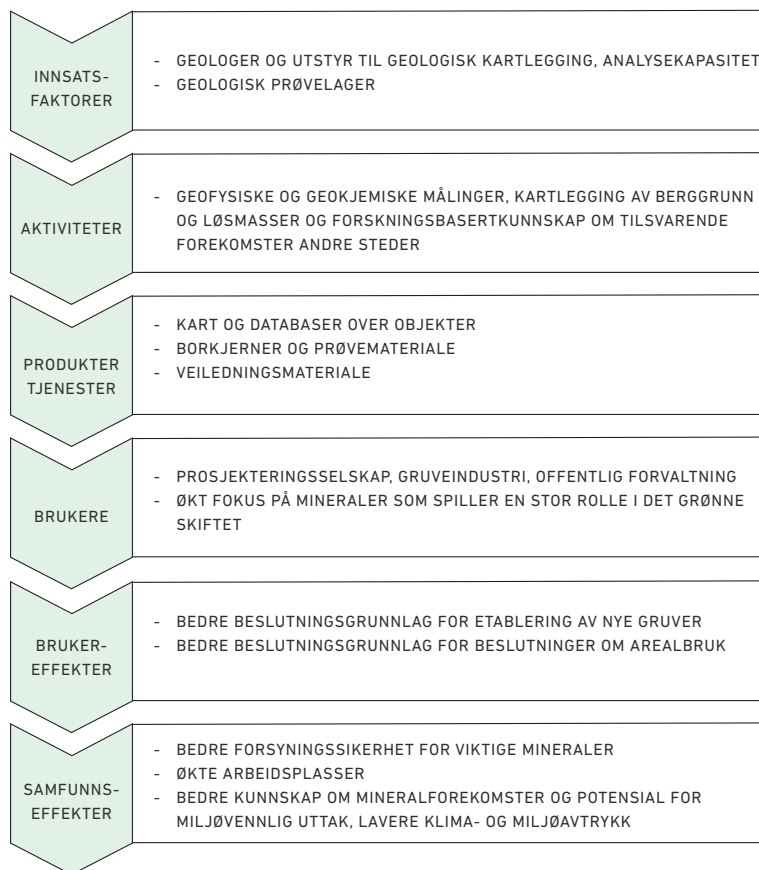 INNSATS-
FAKTORER
- GEOLOGER OG UTSTYR TIL GEOLOGISK KARTLEGGING, ANALYSEKAPASITET
- GEOLOGISK PRØVELAGER
AKTIVITETER
- GEOFYSISKE OG GEOKJEMISKE MÅLINGER, KARTLEGGING AV BERGGRUNN
OG LØSMASSER OG FORSKNINGSBASERTKUNNSKAP OM TILSVARENDE
FOREKOMSTER ANDRE STEDER
PRODUKTER
TJENESTER
- KART OG DATABASER OVER OBJEKTER
- BORKJERNER OG PRØVEMATERIALE
- VEILEDNINGSMATERIALE
BRUKERE
- PROSJEKTERINGSSELSKAP, GRUVEINDUSTRI, OFFENTLIG FORVALTNING
- ØKT FOKUS PÅ MINERALER SOM SPILLER EN STOR ROLLE I DET GRØNNE
SKIFTET
BRUKER-
EFFEKTER
- BEDRE BESLUTNINGSGRUNNLAG FOR ETABLERING AV NYE GRUVER
- BEDRE BESLUTNINGSGRUNNLAG FOR BESLUTNINGER OM AREALBRUK
SAMFUNNS-
EFFEKTER
- BEDRE FORSYNINGSSIKERHET FOR VIKTIGE MINERALER
- ØKTE ARBEIDSPLASSER
- BEDRE KUNNSKAP OM MINERALFOREKOMSTER OG POTENSIAL FOR
MILJØVENNLIG UTTAK, LAVERE KLIMA- OG MILJØAVTRYKK